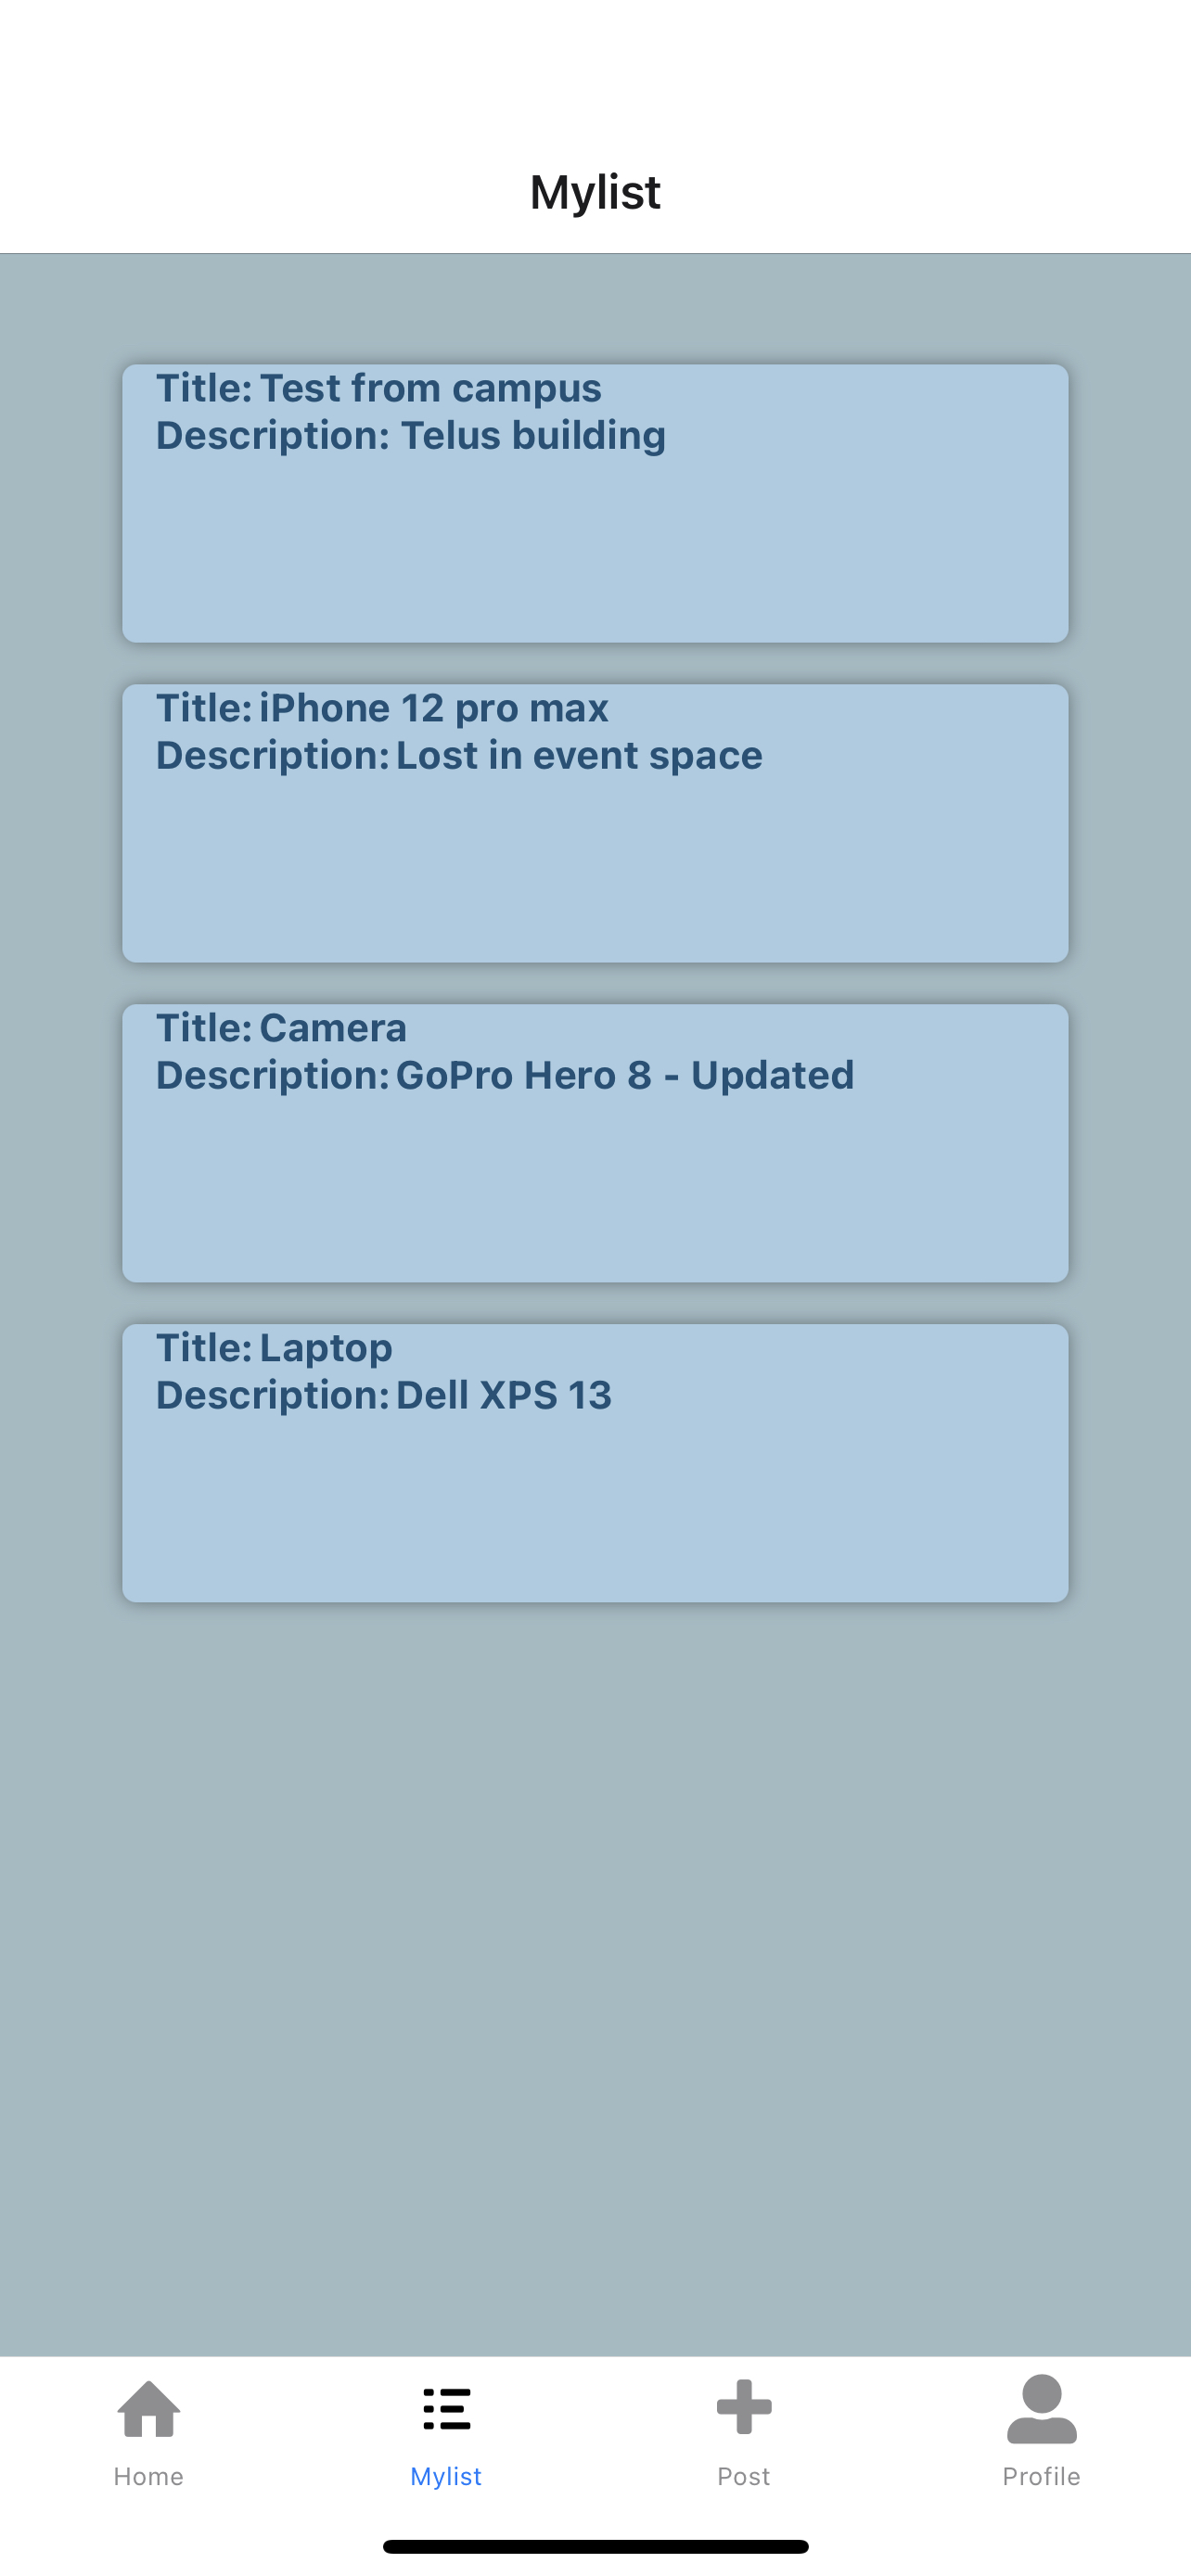 Mylist
Title: Test from campus
Description: Telus building
Title: iPhone 12 pro max
Description: Lost in event space
Title: Camera
Description: GoPro Hero 8 - Updated
Title: Laptop
Description: Dell XPS 13
Home Mylist Post Profile